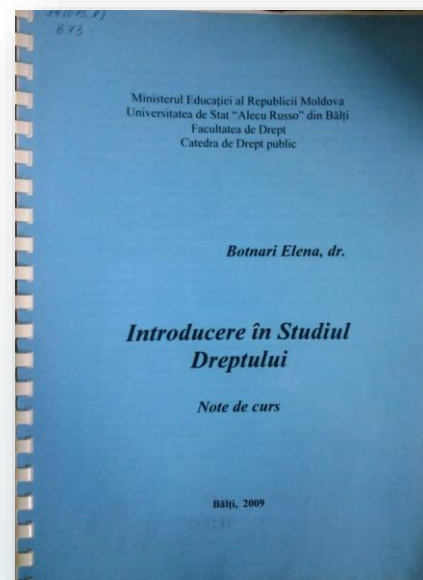 B 73
Ministerul Educației al Republicii Moldova
Universitatea de Stat "Alecu Russo" din Bălți
Facultatea de Drept
Catedra de Drept public
Botnari Elena, dr.
Introducere în Studiul
Dreptului
Note de curs
Bălți, 2009